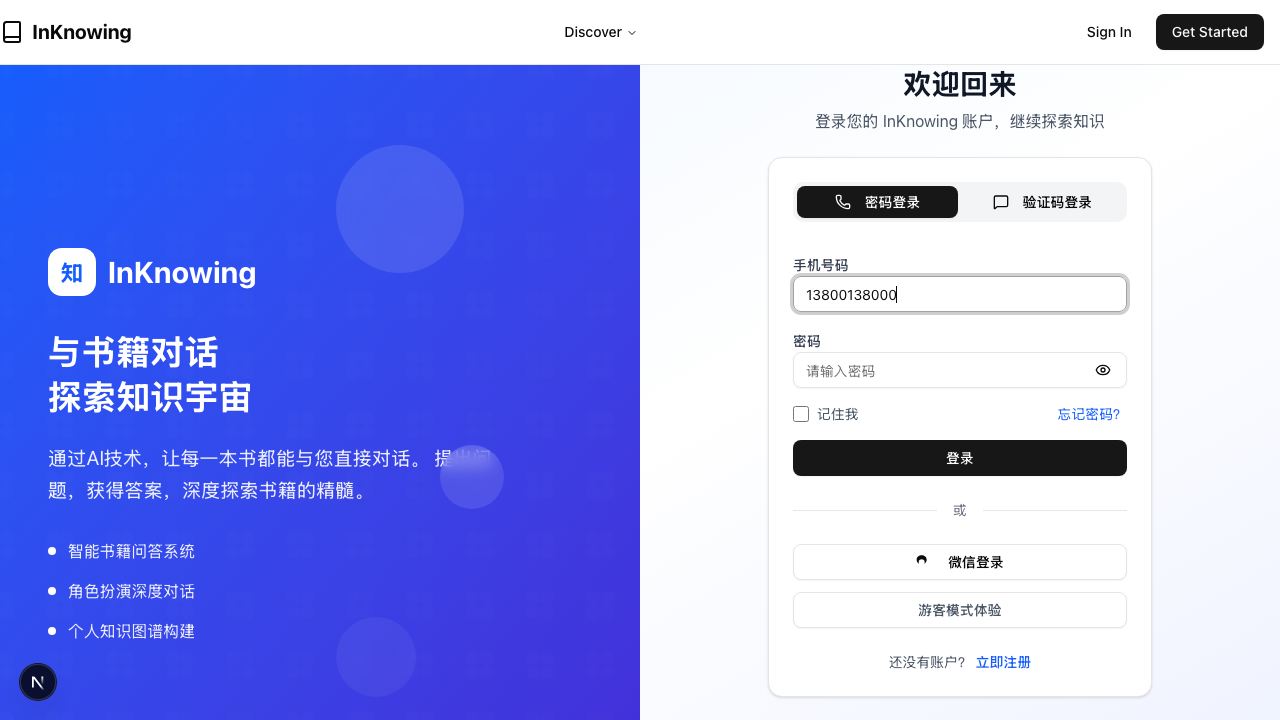 InKnowing
Discover
Sign In
Get Started
知
InKnowing
与书籍对话
探索知识宇宙
通过AI技术，让每一本书都能与您直接对话。 提出问
题，获得答案，深度探索书籍的精髓。
智能书籍问答系统
角色扮演深度对话
个人知识图谱构建
N
欢迎回来
登录您的 InKnowing 账户，继续探索知识
密码登录
验证码登录
手机号码
13800138000
密码
请输入密码
记住我
忘记密码?
登录
或
微信登录
游客模式体验
还没有账户? 立即注册